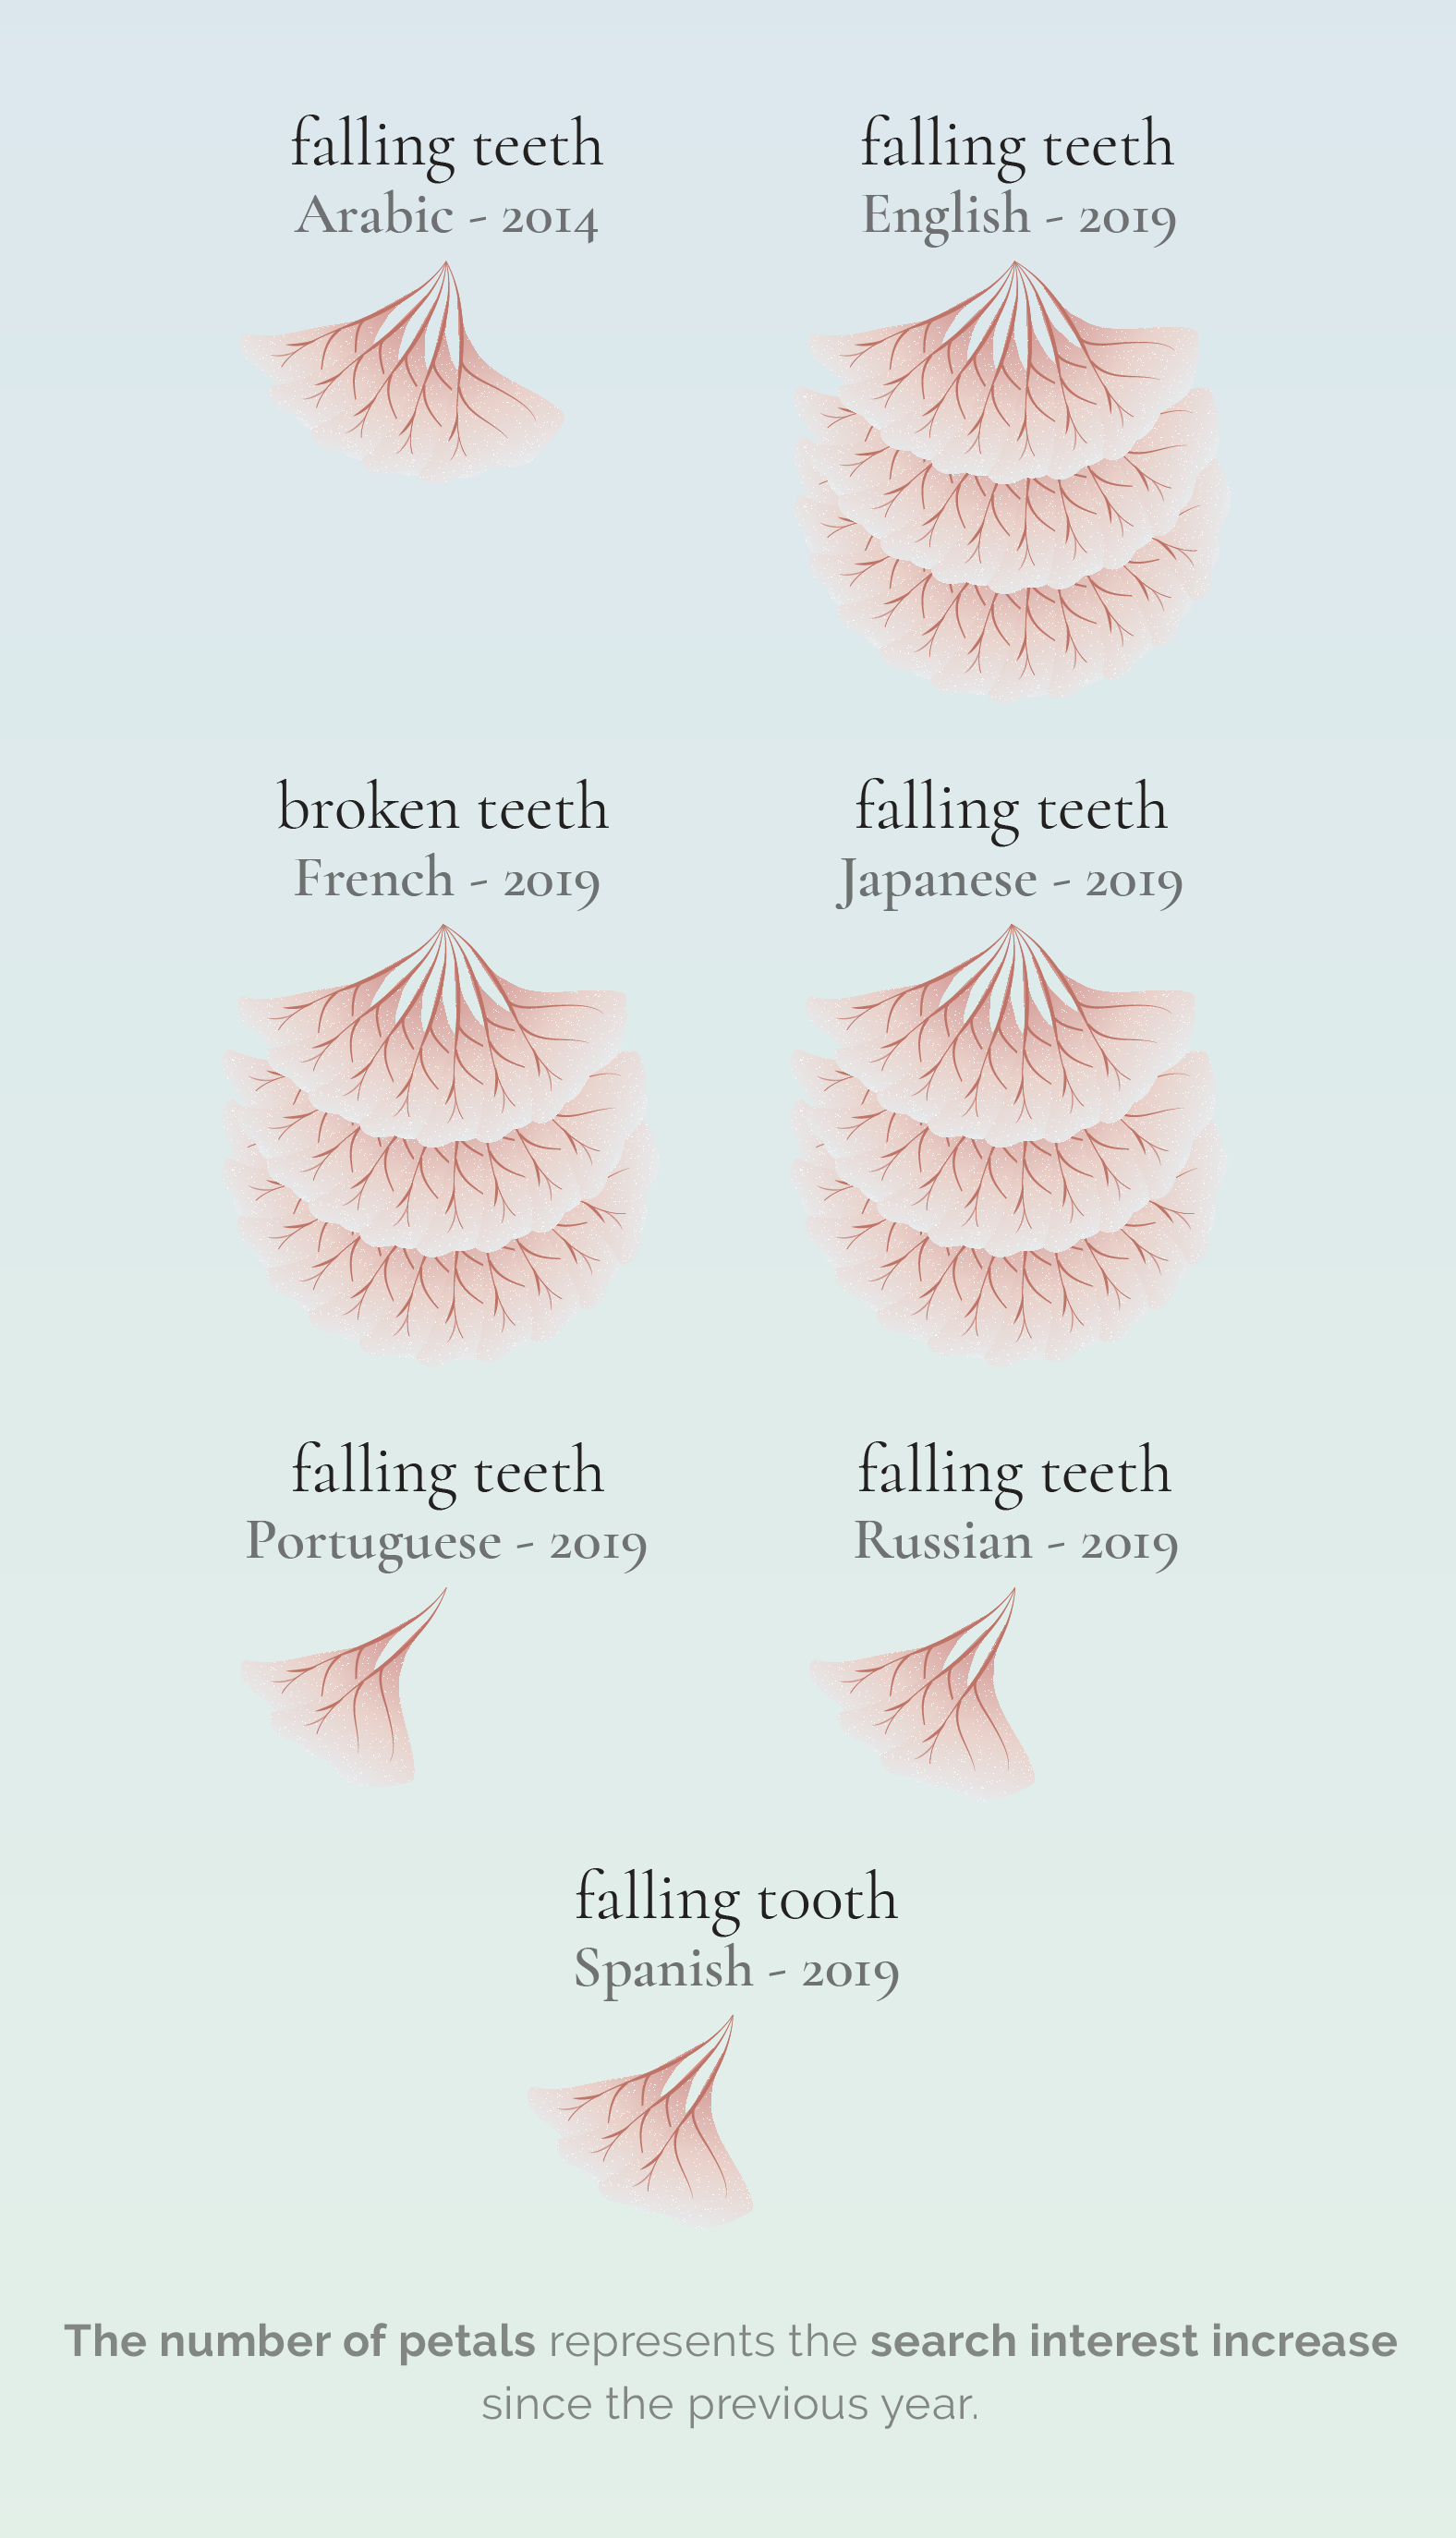 falling teeth
Arabic - 2014
falling teeth
English - 2019
broken teeth
French - 2019
falling teeth
Japanese - 2019
falling teeth
Portuguese - 2019
falling teeth
Russian - 2019
falling tooth
Spanish - 2019
The number of petals represents the search interest increase
since the previous year.